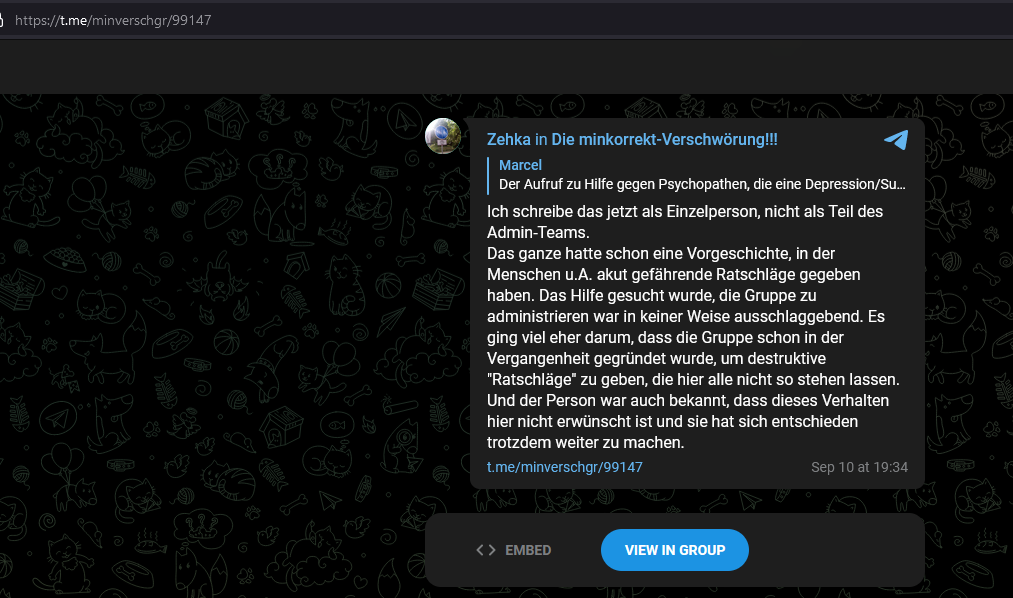 https://t.me/minverschgr/99147
Zehka in Die minkorrekt-Verschwörung!!!
Marcel
Der Aufruf zu Hilfe gegen Psychopathen, die eine Depression/Su...
Ich schreibe das jetzt als Einzelperson, nicht als Teil des
Admin-Teams.
Das ganze hatte schon eine Vorgeschichte, in der
Menschen u.A. akut gefährende Ratschläge gegeben
haben. Das Hilfe gesucht wurde, die Gruppe zu
administrieren war in keiner Weise ausschlaggebend. Es
ging viel eher darum, dass die Gruppe schon in der
Vergangenheit gegründet wurde, um destruktive
"Ratschläge" zu geben, die hier alle nicht so stehen lassen.
Und der Person war auch bekannt, dass dieses Verhalten
hier nicht erwünscht ist und sie hat sich entschieden
trotzdem weiter zu machen.
t.me/minverschgr/99147 Sep 10 at 19:34
EMBED VIEW IN GROUP